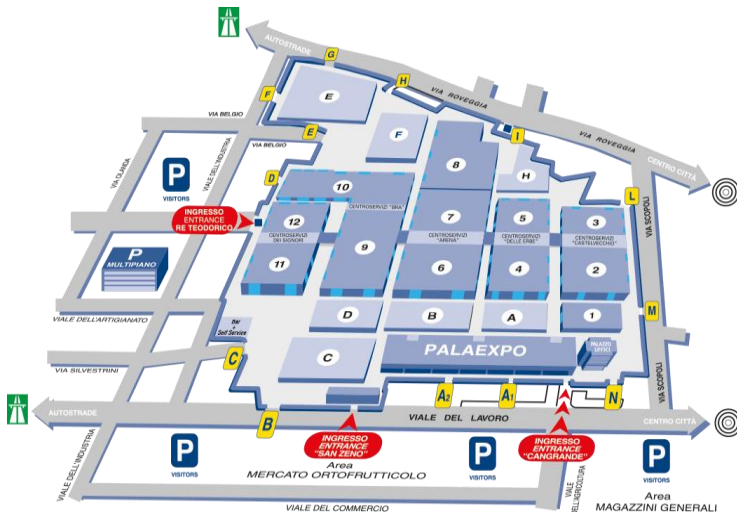 AUTOSTRADE
G
VIA ROVEGGIA
H
F
E
VIA BELGIO
E
F
I
VIA ROVEGGIA
CENTRO CITTÀ
VIA BELGIO
VIA OLANDA
VIALE DELL'INDUSTRIA
P
VISITORS
D
8
H
L
10
CENTROSERVIZI "BRA"
INGRESSO
ENTRANCE
RE TEODORICO
12
7
5
3
VIA SCOPOLI
CENTROSERVIZI
DEI SIGNORI
CENTROSERVIZI
"ARENA"
CENTROSERVIZI
"DELLE ERBE"
CENTROSERVIZI
"CASTELVECCHIO"
P
MULTIPIANO
11
9
6
4
2
VIALE DELL'ARTIGIANATO
Bar
+
Self Service
D
B
A
1
M
VIA SILVESTRINI
C
C
PALAEXPO
PALAZZO
UFFICI
VIA SCOPOLI
AUTOSTRADE
B
A2
A1
N
VIALE DEL LAVORO
CENTRO CITTÀ
VIALE DELL'INDUSTRIA
P
VISITORS
INGRESSO
ENTRANCE
"SAN ZENO"
Area
MERCATO ORTOFRUTTICOLO
P
VISITORS
INGRESSO
ENTRANCE
"CANGRANDE"
P
VISITORS
VIALE
DELL'AGRICOLTURA
Area
MAGAZZINI GENERALI
VIALE DEL COMMERCIO